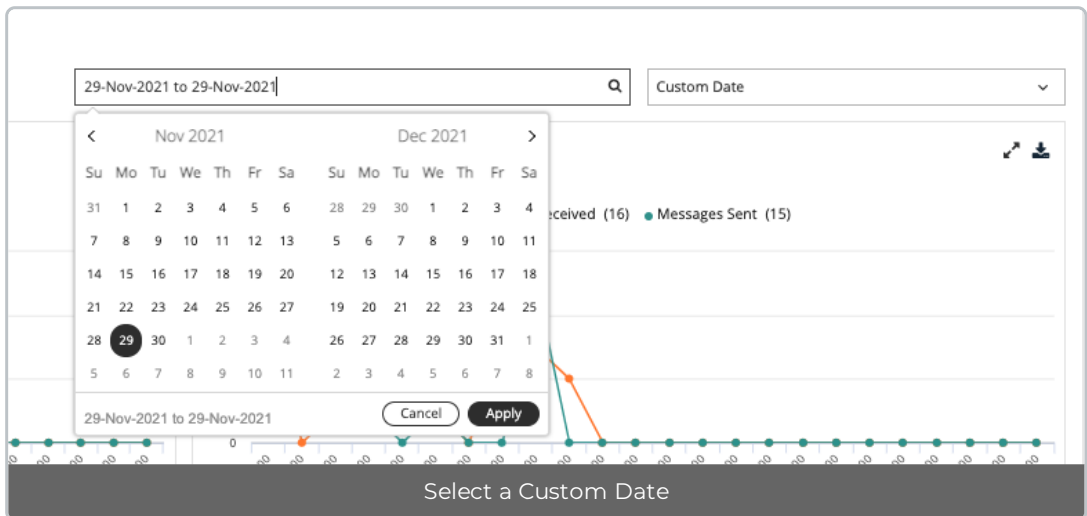 29-Nov-2021 to 29-Nov-2021
Custom Date
Nov 2021 Dec 2021
Su Mo Tu We Th Fr Sa Su Mo Tu We Th Fr Sa
31 1 2 3 4 5 6 28 29 30 1 2 3 4
(16) Messages Sent (15)
7 8 9 10 11 12 13 5 6 7 8 9 10 11
14 15 16 17 18 19 20 12 13 14 15 16 17 18
21 22 23 24 25 26 27 19 20 21 22 23 24 25
28 29 30 1 2 3 4 26 27 28 29 30 31 1
5 6 7 8 9 10 11 2 3 4 5 6 7 8
29-Nov-2021 to 29-Nov-2021 Cancel Apply
0
Select a Custom Date